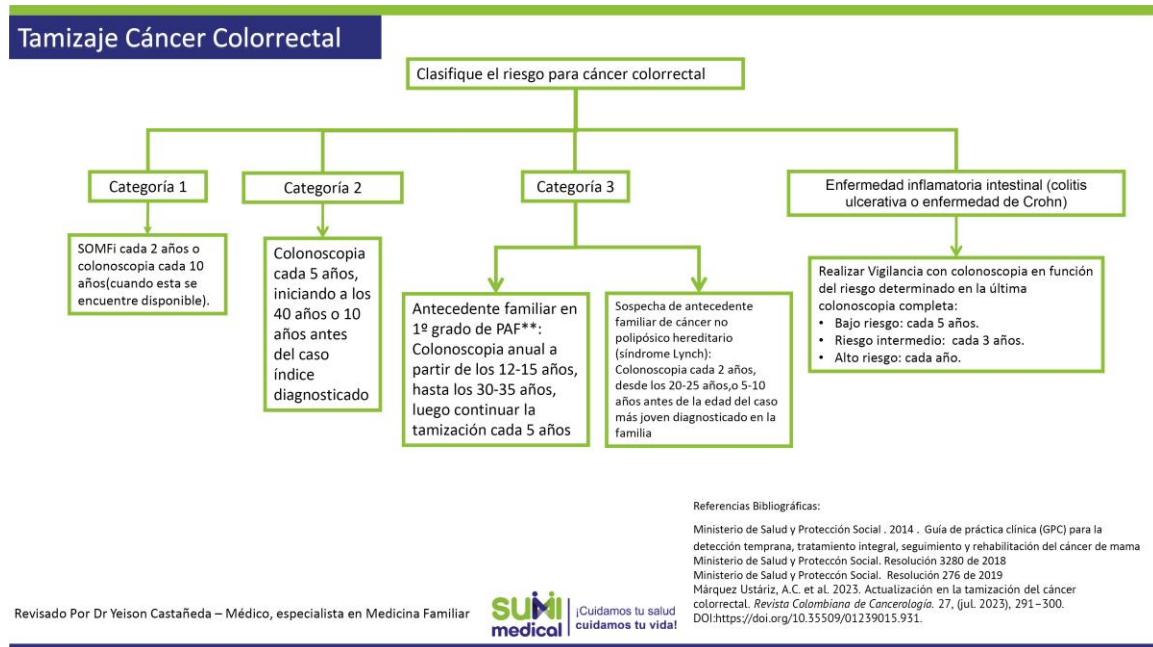 Tamizaje Cáncer Colorrectal
Clasifique el riesgo para cáncer colorrectal
Categoría 1
SOMFi cada 2 años o
colonoscopia cada 10
años(cuando esta se
encuentre disponible).
Categoría 2
Colonoscopia
cada 5 años,
iniciando a los
40 años o 10
años antes
del caso
índice
diagnosticado
Categoría 3
Antecedente familiar en
1º grado de PAF**:
Colonoscopia anual a
partir de los 12-15 años,
hasta los 30-35 años,
luego continuar la
tamización cada 5 años
Sospecha de antecedente
familiar de cáncer no
polipósico hereditario
(síndrome Lynch):
Colonoscopia cada 2 años,
desde los 20-25 años,o 5-10
años antes de la edad del caso
más joven diagnosticado en la
familia
Enfermedad inflamatoria intestinal (colitis
ulcerativa o enfermedad de Crohn)
Realizar Vigilancia con colonoscopia en función
del riesgo determinado en la última
colonoscopia completa:
• Bajo riesgo: cada 5 años.
• Riesgo intermedio: cada 3 años.
• Alto riesgo: cada año.
Referencias Bibliográficas:
Ministerio de Salud y Protección Social . 2014 . Guía de práctica clínica (GPC) para la
detección temprana, tratamiento integral, seguimiento y rehabilitación del cáncer de mama
Ministerio de Salud y Proteccón Social. Resolución 3280 de 2018
Ministerio de Salud y Proteccón Social. Resolución 276 de 2019
Márquez Ustáriz, A.C. et al. 2023. Actualización en la tamización del cáncer
colorrectal. Revista Colombiana de Cancerología. 27, (jul. 2023), 291–300.
DOI:https://doi.org/10.35509/01239015.931.
Revisado Por Dr Yeison Castañeda – Médico, especialista en Medicina Familiar
SUMI
medical
¡Cuidamos tu salud
cuidamos tu vida!